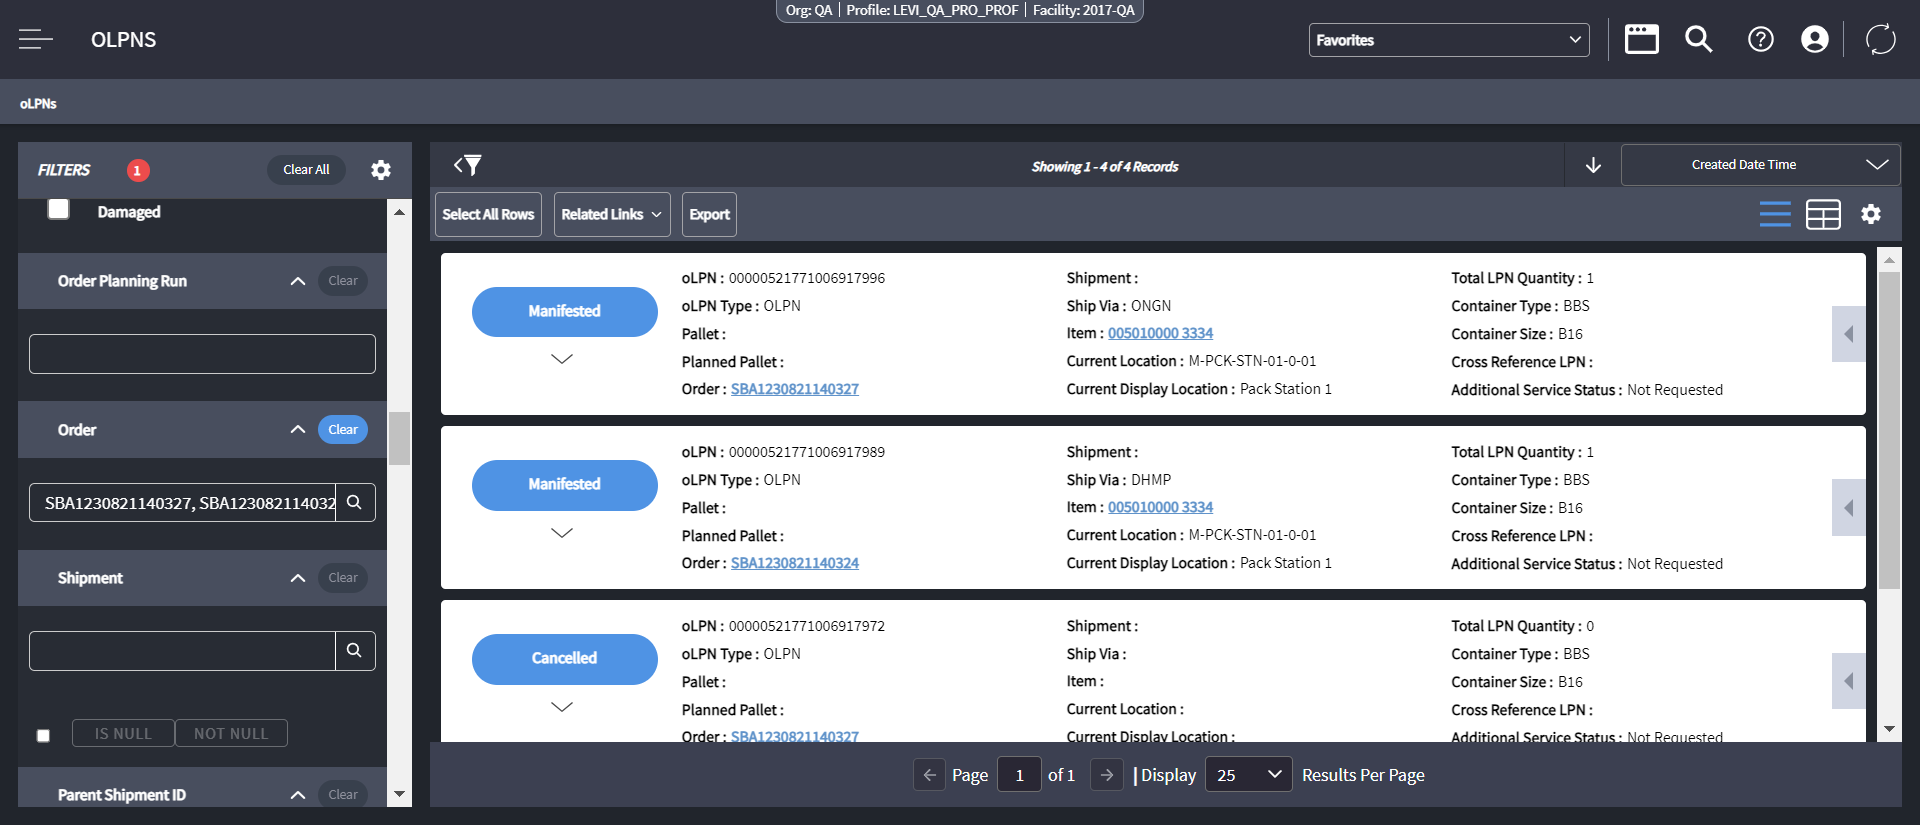 Org: QA | Profile: LEVI_QA_PRO_PROF | Facility: 2017-QA
OLPNS
Favorites
oLPNs
FILTERS 1 Clear All
Damaged
Order Planning Run Clear
Order Clear
SBA1230821140327, SBA123082114032
Shipment Clear
IS NULL NOT NULL
Parent Shipment ID Clear
Showing 1 - 4 of 4 Records
Created Date Time
Select All Rows Related Links Export
Manifested
oLPN : 00000521771006917996
oLPN Type : OLPN
Pallet :
Planned Pallet :
Order : SBA1230821140327
Shipment :
Ship Via : ONGN
Item : 005010000 3334
Current Location : M-PCK-STN-01-0-01
Current Display Location : Pack Station 1
Total LPN Quantity : 1
Container Type : BBS
Container Size : B16
Cross Reference LPN :
Additional Service Status : Not Requested
Manifested
oLPN : 00000521771006917989
oLPN Type : OLPN
Pallet :
Planned Pallet :
Order : SBA1230821140324
Shipment :
Ship Via : DHMP
Item : 005010000 3334
Current Location : M-PCK-STN-01-0-01
Current Display Location : Pack Station 1
Total LPN Quantity : 1
Container Type : BBS
Container Size : B16
Cross Reference LPN :
Additional Service Status : Not Requested
Cancelled
oLPN : 00000521771006917972
oLPN Type : OLPN
Pallet :
Planned Pallet :
Order : SBA1230821140327
Shipment :
Ship Via :
Item :
Current Location :
Current Display Location :
Total LPN Quantity : 0
Container Type : BBS
Container Size : B16
Cross Reference LPN :
Additional Service Status : Not Requested
Page 1 of 1 | Display 25 Results Per Page